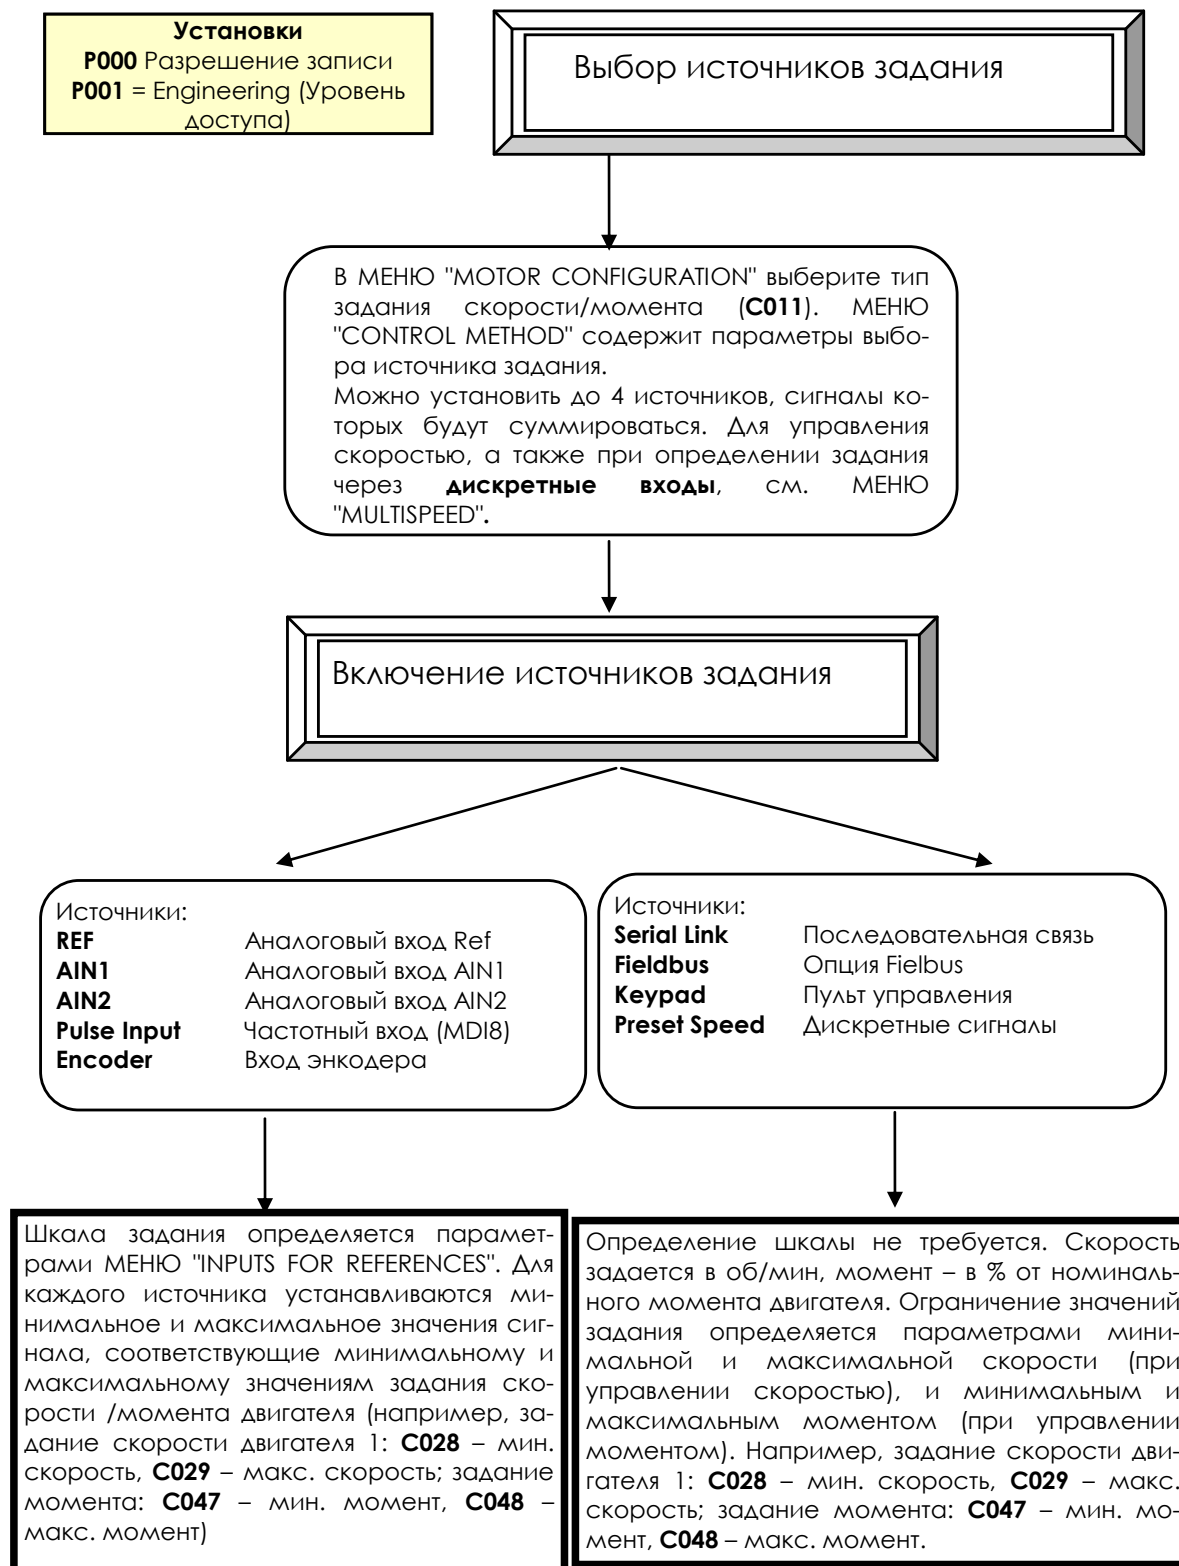 Установки
P000 Разрешение записи
P001 = Engineering (Уровень
доступа)
Выбор источников задания
В МЕНЮ "MOTOR CONFIGURATION" выберите тип
задания скорости/момента (C011). МЕНЮ
"CONTROL METHOD" содержит параметры выбо-
ра источника задания.
Можно установить до 4 источников, сигналы ко-
торых будут суммироваться. Для управления
скоростью, а также при определении задания
через дискретные входы, см. МЕНЮ
"MULTISPEED".
Включение источников задания
Источники:
REF Аналоговый вход Ref
AIN1 Аналоговый вход AIN1
AIN2 Аналоговый вход AIN2
Pulse Input Частотный вход (MDI8)
Encoder Вход энкодера
Источники:
Serial Link Последовательная связь
Fieldbus Опция Fielbus
Keypad Пульт управления
Preset Speed Дискретные сигналы
Шкала задания определяется парамет-
рами МЕНЮ "INPUTS FOR REFERENCES". Для
каждого источника устанавливаются ми-
нимальное и максимальное значения сиг-
нала, соответствующие минимальному и
максимальному значениям задания ско-
рости /момента двигателя (например, за-
дание скорости двигателя 1: C028 – мин.
скорость, C029 – макс. скорость; задание
момента: C047 – мин. момент, C048 –
макс. момент)
Определение шкалы не требуется. Скорость
задается в об/мин, момент – в % от номиналь-
ного момента двигателя. Ограничение значений
задания определяется параметрами мини-
мальной и максимальной скорости (при
управлении скоростью), и минимальным и
максимальным моментом (при управлении
моментом). Например, задание скорости дви-
гателя 1: C028 – мин. скорость, C029 – макс.
скорость; задание момента: C047 – мин. мо-
мент, C048 – макс. момент.